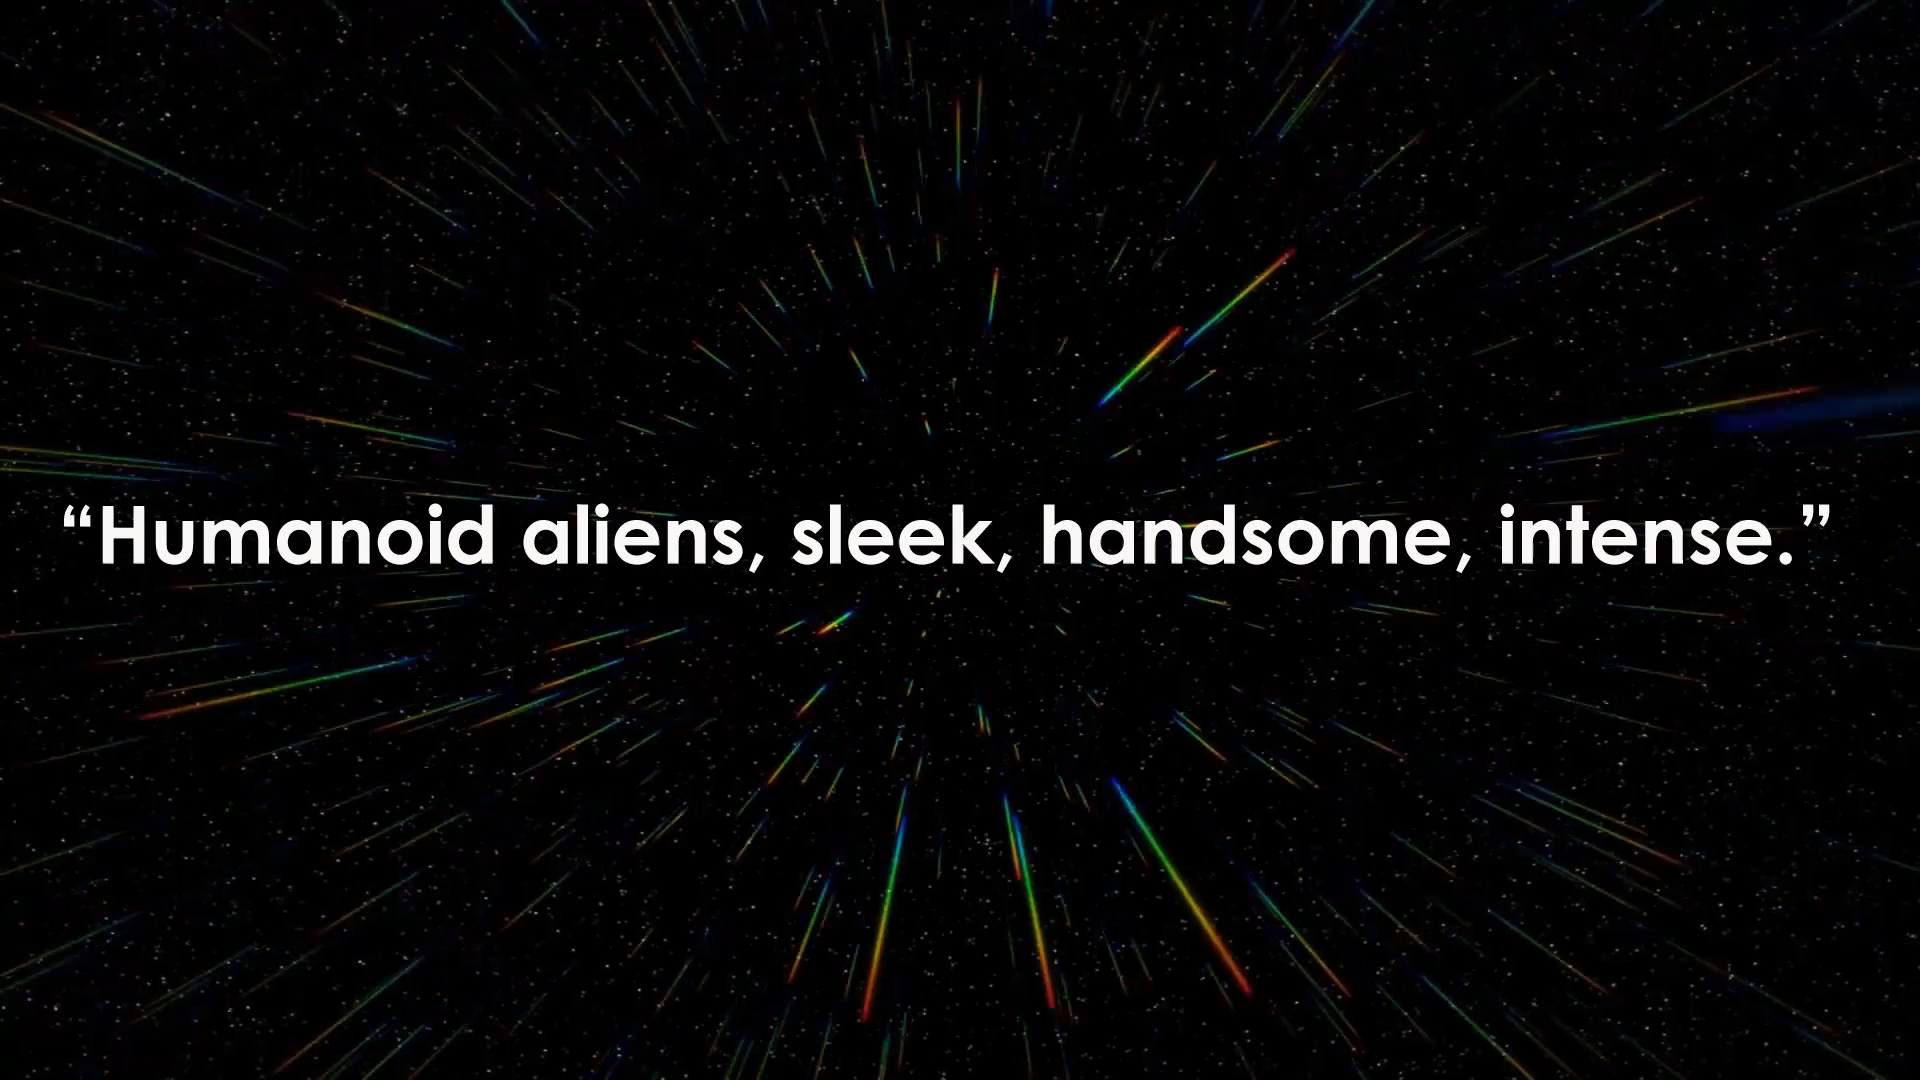 “Humanoid aliens, sleek, handsome, intense.”